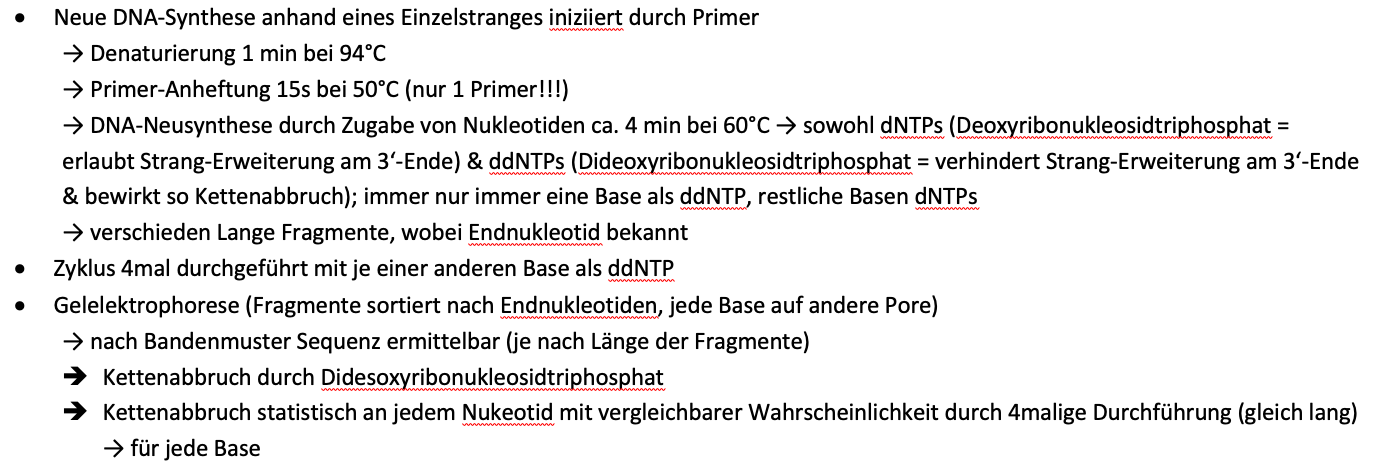 • Neue DNA-Synthese anhand eines Einzelstranges iniziiert durch Primer
→ Denaturierung 1 min bei 94°C
→ Primer-Anheftung 15s bei 50°C (nur 1 Primer!!!)
→ DNA-Neusynthese durch Zugabe von Nukleotiden ca. 4 min bei 60°C → sowohl dNTPs (Deoxyribonukleosidtriphosphat =
erlaubt Strang-Erweiterung am 3‘-Ende) & ddNTPs (Dideoxyribonukleosidtriphosphat = verhindert Strang-Erweiterung am 3‘-Ende
& bewirkt so Kettenabbruch); immer nur immer eine Base als ddNTP, restliche Basen dNTPs
→ verschieden Lange Fragmente, wobei Endnukleotid bekannt
• Zyklus 4mal durchgeführt mit je einer anderen Base als ddNTP
• Gelelektrophorese (Fragmente sortiert nach Endnukleotiden, jede Base auf andere Pore)
→ nach Bandenmuster Sequenz ermittelbar (je nach Länge der Fragmente)
➔ Kettenabbruch durch Didesoxyribonukleosidtriphosphat
➔ Kettenabbruch statistisch an jedem Nukeotid mit vergleichbarer Wahrscheinlichkeit durch 4malige Durchführung (gleich lang)
→ für jede Base